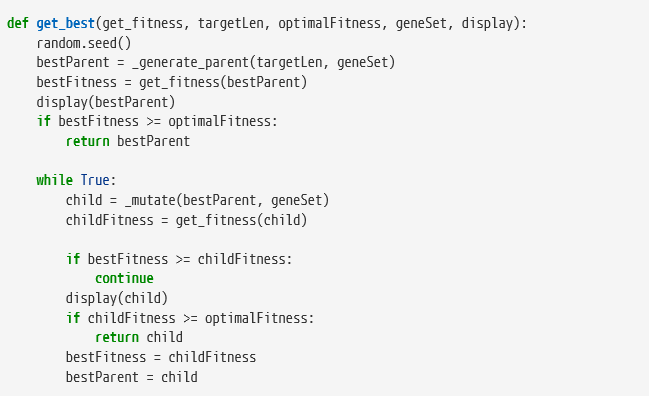 def get_best(get_fitness, targetLen, optimalFitness, geneSet, display):
    random.seed()
    bestParent = _generate_parent(targetLen, geneSet)
    bestFitness = get_fitness(bestParent)
    display(bestParent)
    if bestFitness >= optimalFitness:
        return bestParent

    while True:
        child = _mutate(bestParent, geneSet)
        childFitness = get_fitness(child)

        if bestFitness >= childFitness:
            continue
        display(child)
        if childFitness >= optimalFitness:
            return child
        bestFitness = childFitness
        bestParent = child